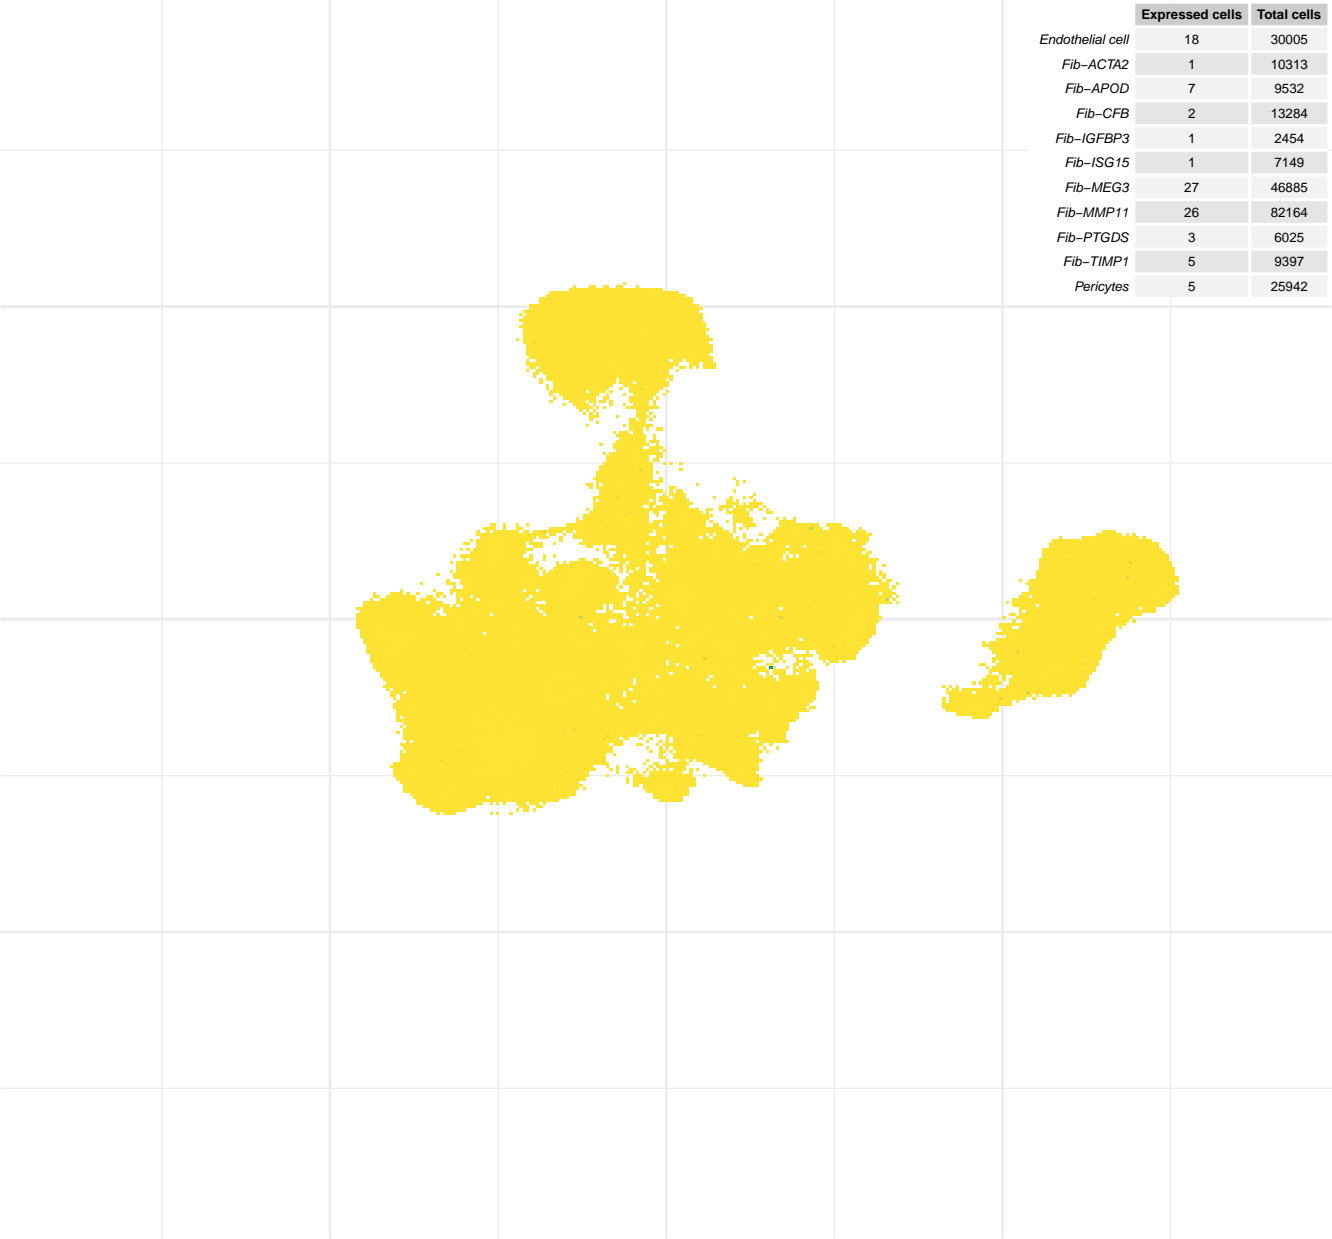 Expressed cells Total cells
Endothelial cell 18 30005
Fib−ACTA2 1 10313
Fib−APOD 7 9532
Fib−CFB 2 13284
Fib−IGFBP3 1 2454
Fib−ISG15 1 7149
Fib−MEG3 27 46885
Fib−MMP11 26 82164
Fib−PTGDS 3 6025
Fib−TIMP1 5 9397
Pericytes 5 25942